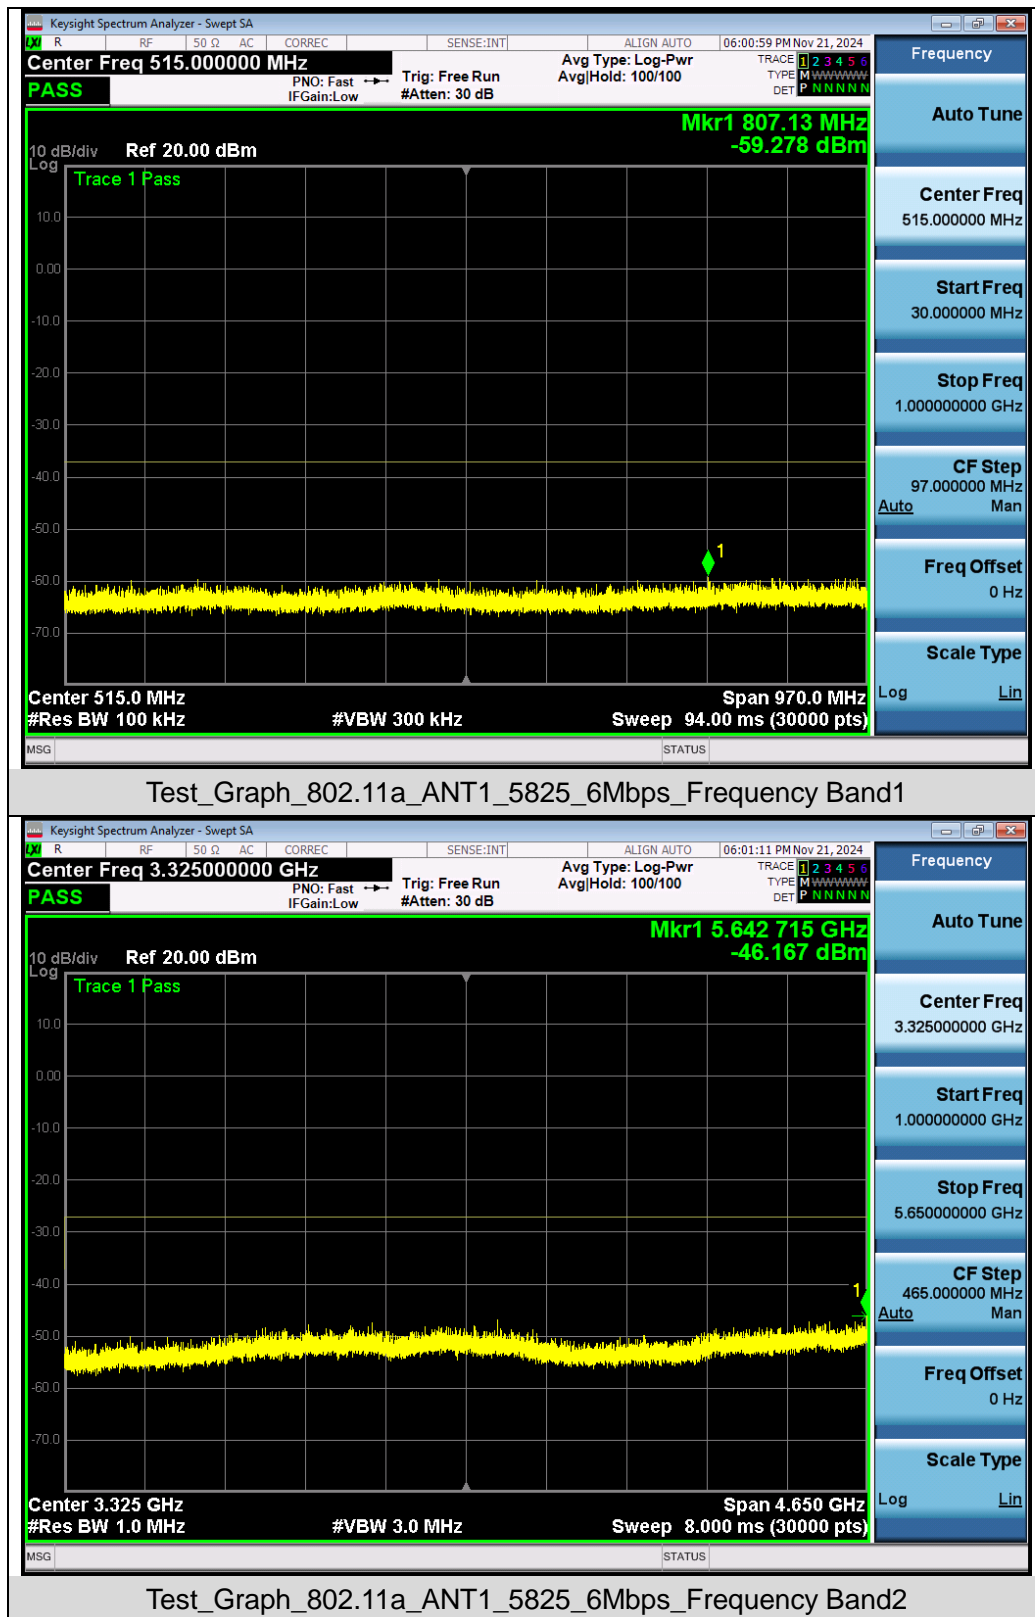 Keysight Spectrum Analyzer - Swept SA
LXI R RF 50 Ω AC CORREC SENSE:INT ALIGN AUTO 06:00:59 PM Nov 21, 2024
Center Freq 515.000000 MHz
PASS
PNO: Fast
IFGain:Low
Trig: Free Run
#Atten: 30 dB
Avg Type: Log-Pwr
Avg|Hold: 100/100
TRACE 1 2 3 4 5 6
TYPE M W W W W W
DET P N N N N N
Mkr1 807.13 MHz
-59.278 dBm
10 dB/div Ref 20.00 dBm
Log
Trace 1 Pass
10.0
0.00
-10.0
-20.0
-30.0
-40.0
-50.0
1
-60.0
-70.0
Center 515.0 MHz Span 970.0 MHz
#Res BW 100 kHz #VBW 300 kHz Sweep 94.00 ms (30000 pts)
MSG STATUS
Frequency
Auto Tune
Center Freq
515.000000 MHz
Start Freq
30.000000 MHz
Stop Freq
1.000000000 GHz
CF Step
97.000000 MHz
Auto Man
Freq Offset
0 Hz
Scale Type
Log Lin
Test_Graph_802.11a_ANT1_5825_6Mbps_Frequency Band1
Keysight Spectrum Analyzer - Swept SA
LXI R RF 50 Ω AC CORREC SENSE:INT ALIGN AUTO 06:01:11 PM Nov 21, 2024
Center Freq 3.325000000 GHz
PASS
PNO: Fast
IFGain:Low
Trig: Free Run
#Atten: 30 dB
Avg Type: Log-Pwr
Avg|Hold: 100/100
TRACE 1 2 3 4 5 6
TYPE M W W W W W
DET P N N N N N
Mkr1 5.642 715 GHz
-46.167 dBm
10 dB/div Ref 20.00 dBm
Log
Trace 1 Pass
10.0
0.00
-10.0
-20.0
-30.0
-40.0
1
-50.0
-60.0
-70.0
Center 3.325 GHz Span 4.650 GHz
#Res BW 1.0 MHz #VBW 3.0 MHz Sweep 8.000 ms (30000 pts)
MSG STATUS
Frequency
Auto Tune
Center Freq
3.325000000 GHz
Start Freq
1.000000000 GHz
Stop Freq
5.650000000 GHz
CF Step
465.000000 MHz
Auto Man
Freq Offset
0 Hz
Scale Type
Log Lin
Test_Graph_802.11a_ANT1_5825_6Mbps_Frequency Band2